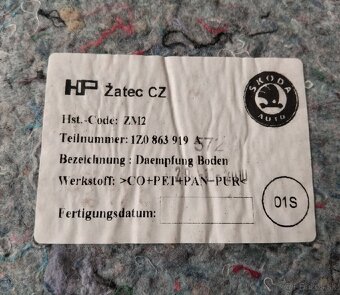 HP Žatec CZ
ŠKODA
AUTO
Hst.-Code: ZM2
Teilnummer: 1Z0 863 919
Bezeichnung : Daempfung Boden
Werkstoff: >CO+PET+PAN-PUR<
01S
Fertigungsdatum: